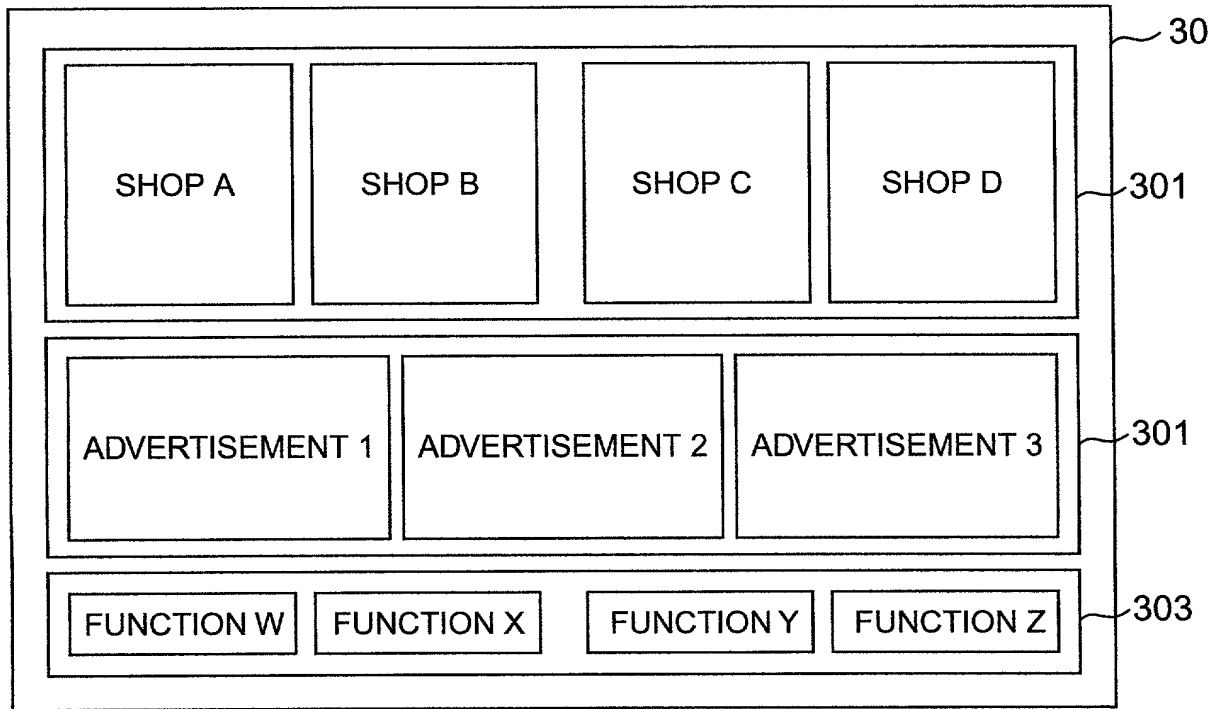 30
SHOP A
SHOP B
SHOP C
SHOP D
301
ADVERTISEMENT 1
ADVERTISEMENT 2
ADVERTISEMENT 3
301
FUNCTION W
FUNCTION X
FUNCTION Y
FUNCTION Z
303